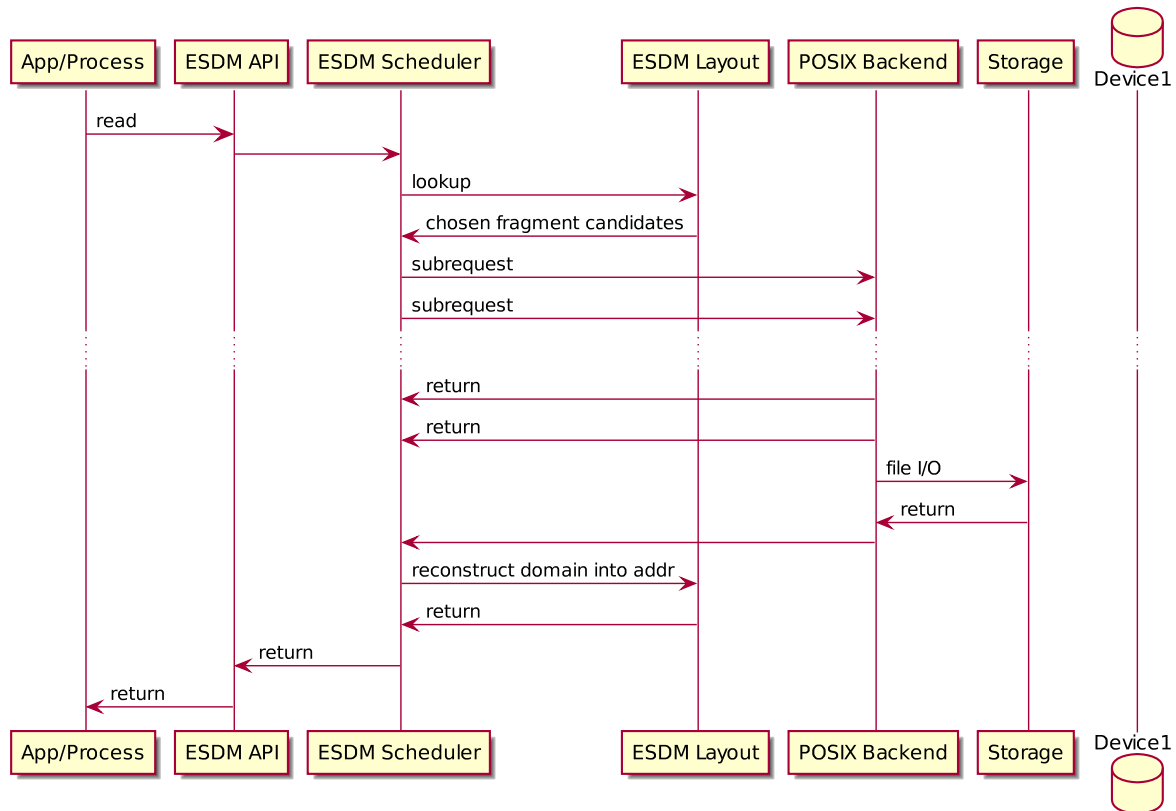 App/Process
ESDM API
ESDM Scheduler
ESDM Layout
POSIX Backend
Storage
Device1
read
lookup
chosen fragment candidates
subrequest
subrequest
return
return
file I/O
return
reconstruct domain into addr
return
return
return
App/Process
ESDM API
ESDM Scheduler
ESDM Layout
POSIX Backend
Storage
Device1